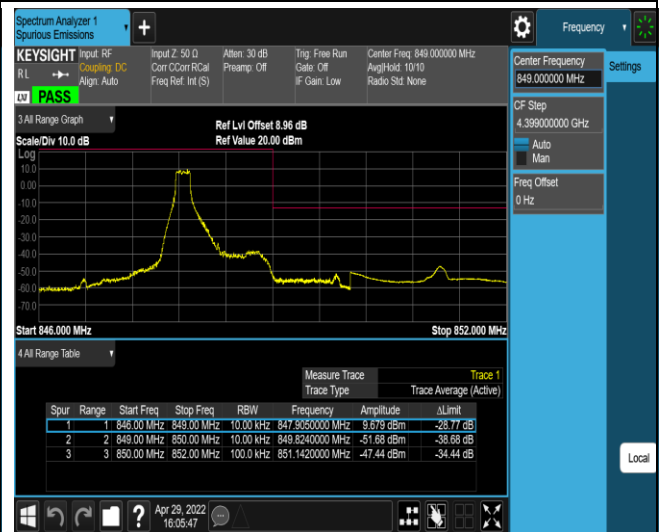 Spectrum Analyzer 1
Spurious Emissions
Frequency
KEYSIGHT Input: RF Input Z: 50 Ω Atten: 30 dB Trig: Free Run Center Freq: 849.000000 MHz
RL Coupling: DC Corr CCorr RCal Preamp: Off Gate: Off Avg|Hold: 10/10
Align: Auto Freq Ref: Int (S) IF Gain: Low Radio Std: None
LXI PASS
Center Frequency
849.000000 MHz
Settings
CF Step
4.399000000 GHz
Auto
Man
Freq Offset
0 Hz
3 All Range Graph
Ref Lvl Offset 8.96 dB
Scale/Div 10.0 dB Ref Value 20.00 dBm
Log
10.0
0.00
-10.0
-20.0
-30.0
-40.0
-50.0
-60.0
-70.0
Start 846.000 MHz Stop 852.000 MHz
4 All Range Table
Measure Trace Trace 1
Trace Type Trace Average (Active)
Spur Range Start Freq Stop Freq RBW Frequency Amplitude ΔLimit
1 1 846.00 MHz 849.00 MHz 10.00 kHz 847.9050000 MHz 9.679 dBm -28.77 dB
2 2 849.00 MHz 850.00 MHz 10.00 kHz 849.8240000 MHz -51.68 dBm -38.68 dB
3 3 850.00 MHz 852.00 MHz 100.0 kHz 851.1420000 MHz -47.44 dBm -34.44 dB
Local
Apr 29, 2022
16:05:47